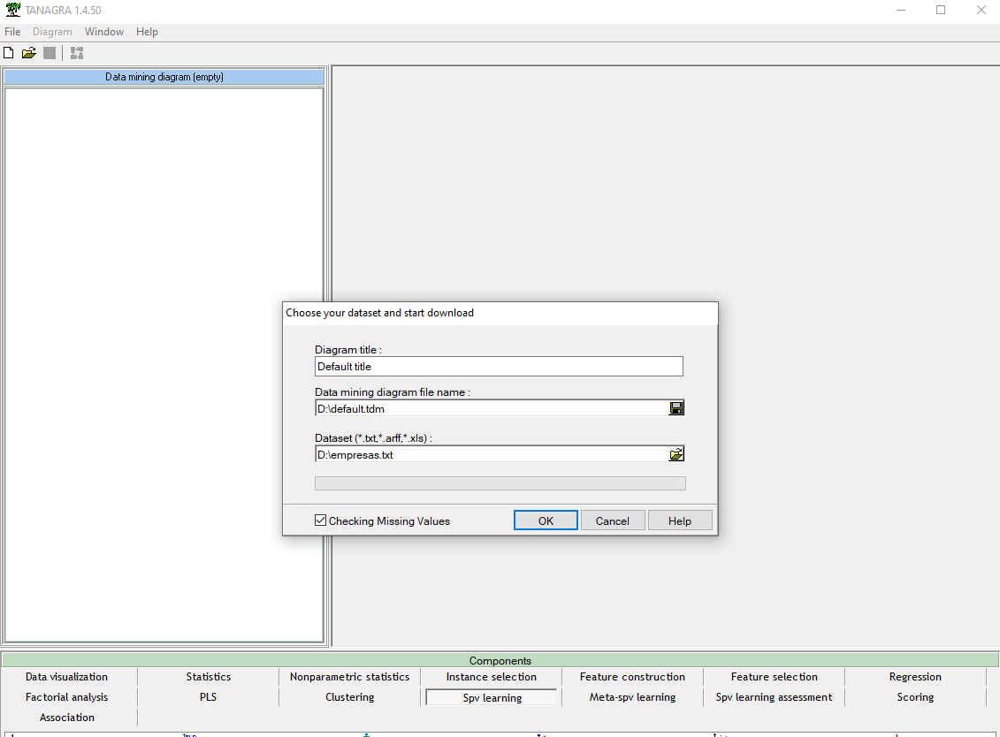 TANAGRA 1.4.50
File Diagram Window Help
Data mining diagram (empty)
Choose your dataset and start download
Diagram title :
Default title
Data mining diagram file name :
D:\default.tdm
Dataset (*.txt,*.arff,*.xls) :
D:\empresas.txt
Checking Missing Values OK Cancel Help
Components
Data visualization Statistics Nonparametric statistics Instance selection Feature construction Feature selection Regression
Factorial analysis PLS Clustering Spv learning Meta-spv learning Spv learning assessment Scoring
Association